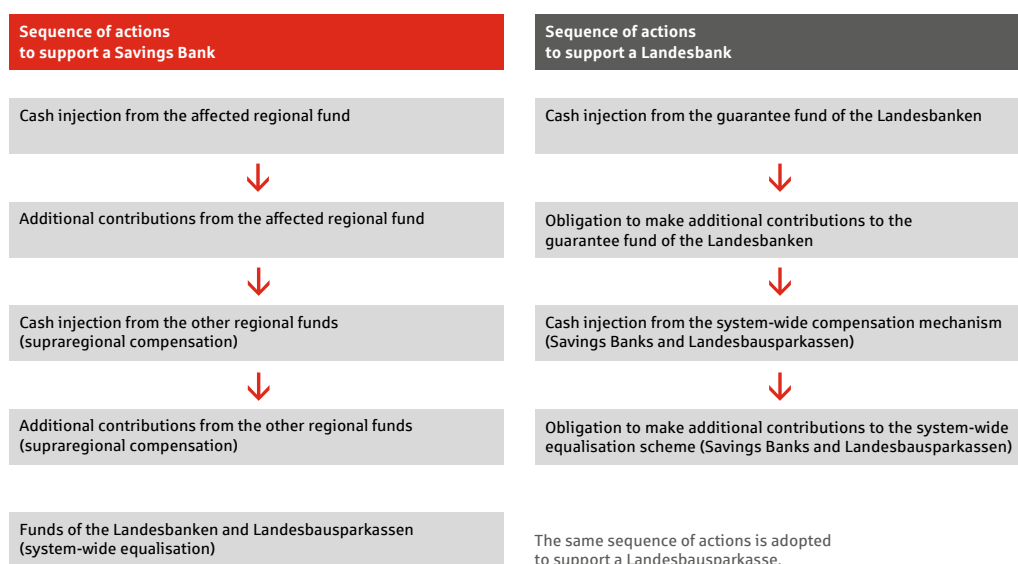 Sequence of actions
to support a Savings Bank
Cash injection from the affected regional fund
Additional contributions from the affected regional fund
Cash injection from the other regional funds
(supraregional compensation)
Additional contributions from the other regional funds
(supraregional compensation)
Funds of the Landesbanken and Landesbausparkassen
(system-wide equalisation)
Sequence of actions
to support a Landesbank
Cash injection from the guarantee fund of the Landesbanken
Obligation to make additional contributions to the
guarantee fund of the Landesbanken
Cash injection from the system-wide compensation mechanism
(Savings Banks and Landesbausparkassen)
Obligation to make additional contributions to the system-wide
equalisation scheme (Savings Banks and Landesbausparkassen)
The same sequence of actions is adopted
to support a Landesbausparkasse.